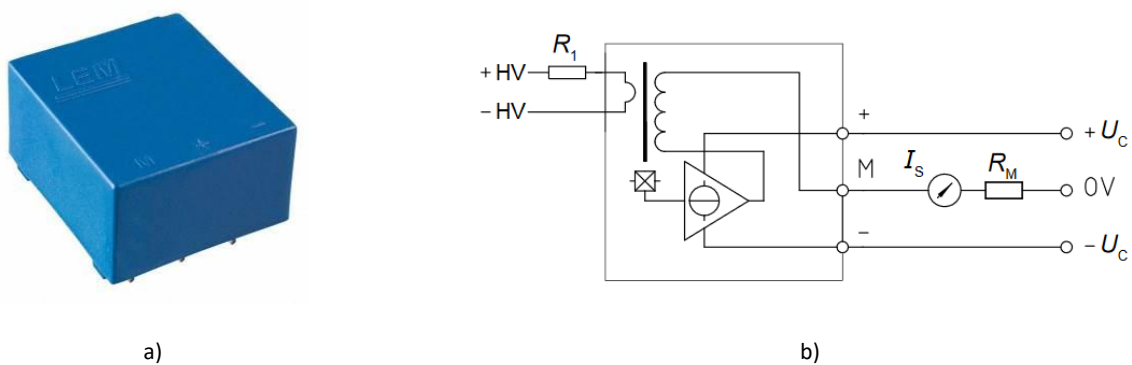 LEM
M + −
a)
R1
+ HV
− HV
+
+ UC
M
IS
RM
0V
−
− UC
b)